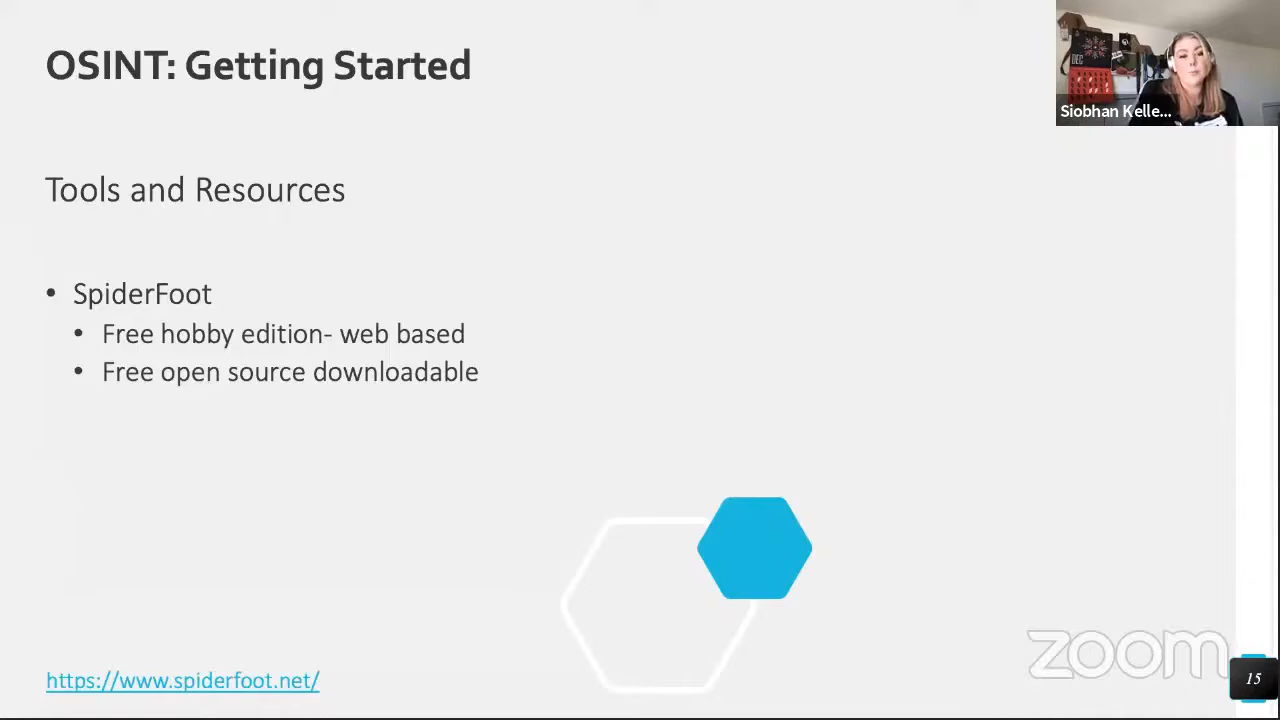 OSINT: Getting Started
Siobhan Kelle...
DEC
Tools and Resources
• SpiderFoot
• Free hobby edition- web based
• Free open source downloadable
https://www.spiderfoot.net/
zoom
15